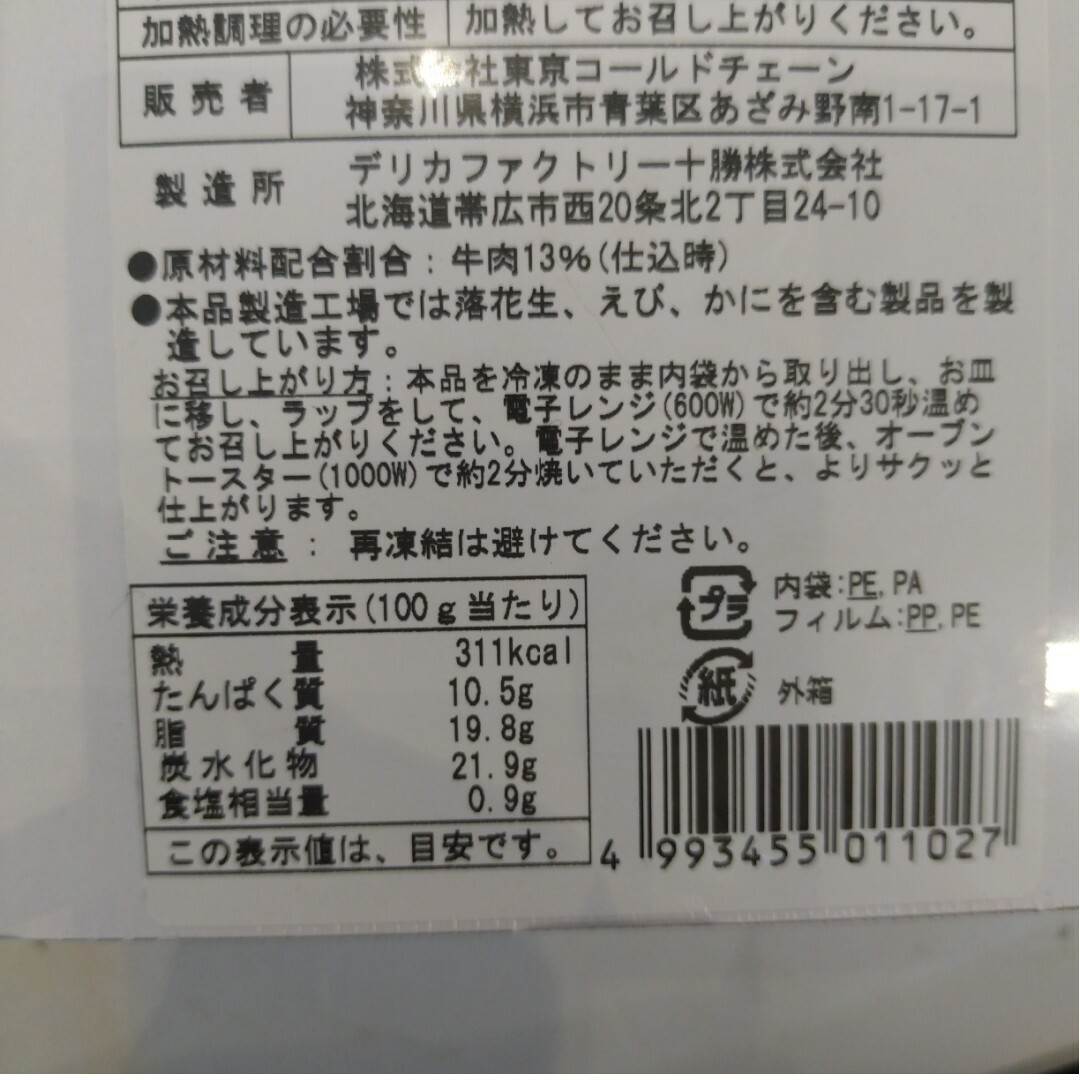 加熱調理の必要性 加熱してお召し上がりください。
販売者 株式 社東京コールドチェーン
神奈川県横浜市青葉区あざみ野南1-17-1
製造所 デリカファクトリー十勝株式会社
北海道帯広市西20条北2丁目24-10
●原材料配合割合：牛肉13%(仕込時)
●本品製造工場では落花生、えび、かにを含む製品を製
造しています。
お召し上がり方：本品を冷凍のまま内袋から取り出し、お皿
に移し、ラップをして、電子レンジ(600W)で約2分30秒温め
てお召し上がりください。電子レンジで温めた後、オーブン
トースター(1000W)で約2分焼いていただくと、よりサクッと
仕上がります。
ご注意：再凍結は避けてください。
栄養成分表示(100g当たり)
熱量 311kcal
たんぱく質 10.5g
脂質 19.8g
炭水化物 21.9g
食塩相当量 0.9g
この表示値は、目安です。
プラ 内袋:PE, PA
フィルム:PP, PE
紙 外箱
4 993455 011027